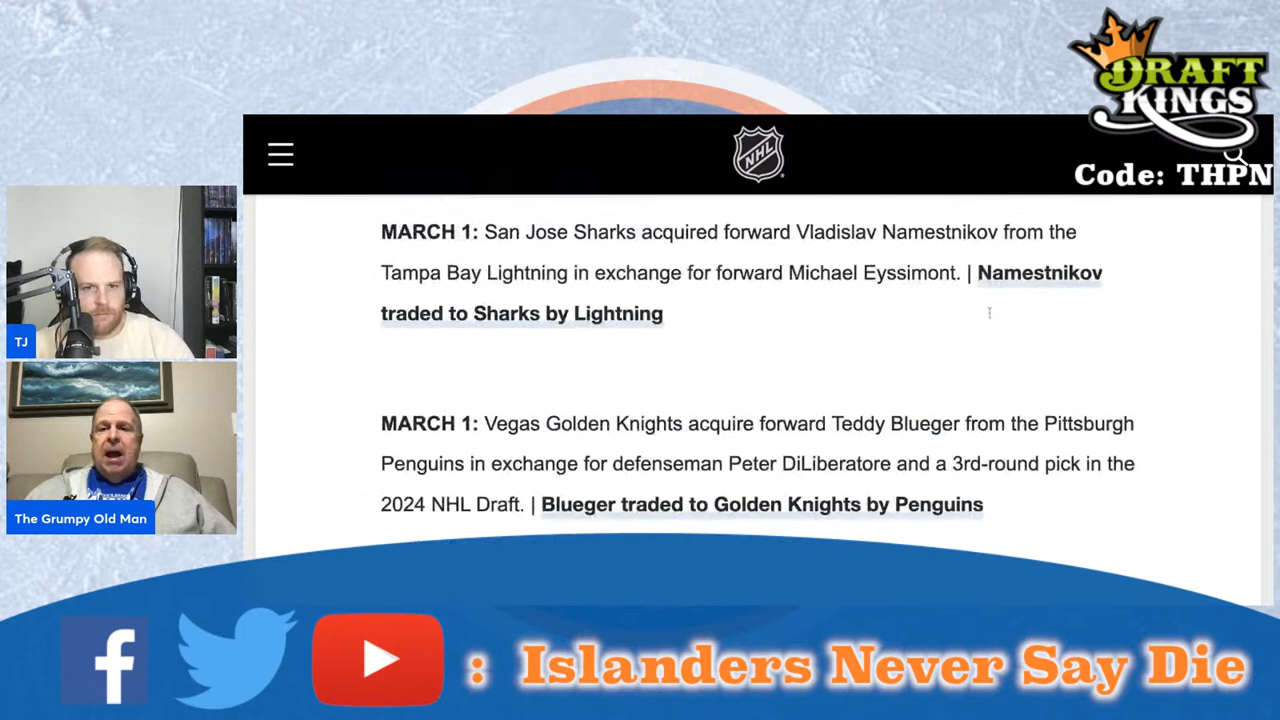 DRAFT
KINGS
Code: THPN
NHL
MARCH 1: San Jose Sharks acquired forward Vladislav Namestnikov from the
Tampa Bay Lightning in exchange for forward Michael Eyssimont. | Namestnikov
traded to Sharks by Lightning
TJ
MARCH 1: Vegas Golden Knights acquire forward Teddy Blueger from the Pittsburgh
Penguins in exchange for defenseman Peter DiLiberatore and a 3rd-round pick in the
2024 NHL Draft. | Blueger traded to Golden Knights by Penguins
The Grumpy Old Man
f
: Islanders Never Say Die